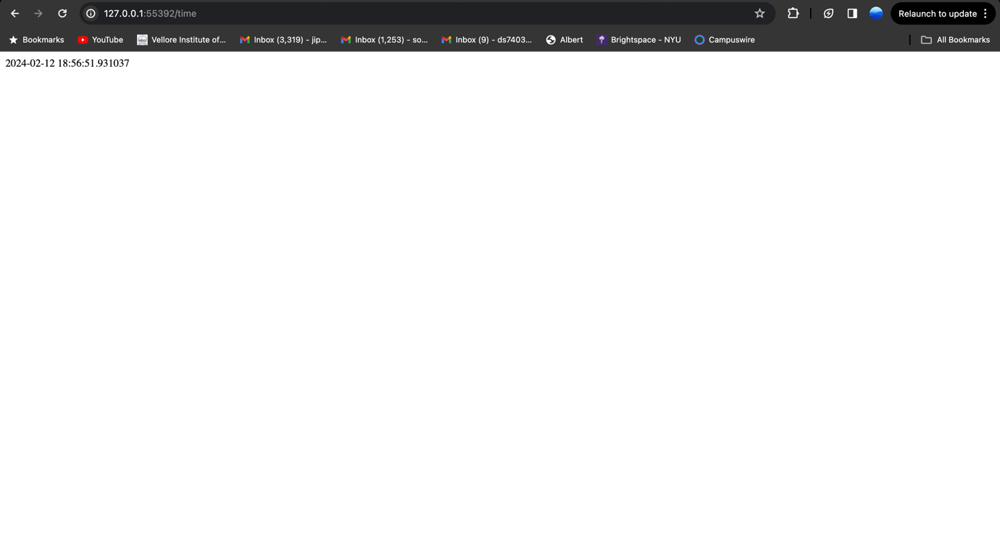 127.0.0.1:55392/time
Relaunch to update
Bookmarks YouTube Vellore Institute of... Inbox (3,319) - jip... Inbox (1,253) - so... Inbox (9) - ds7403... Albert Brightspace - NYU Campuswire All Bookmarks
2024-02-12 18:56:51.931037